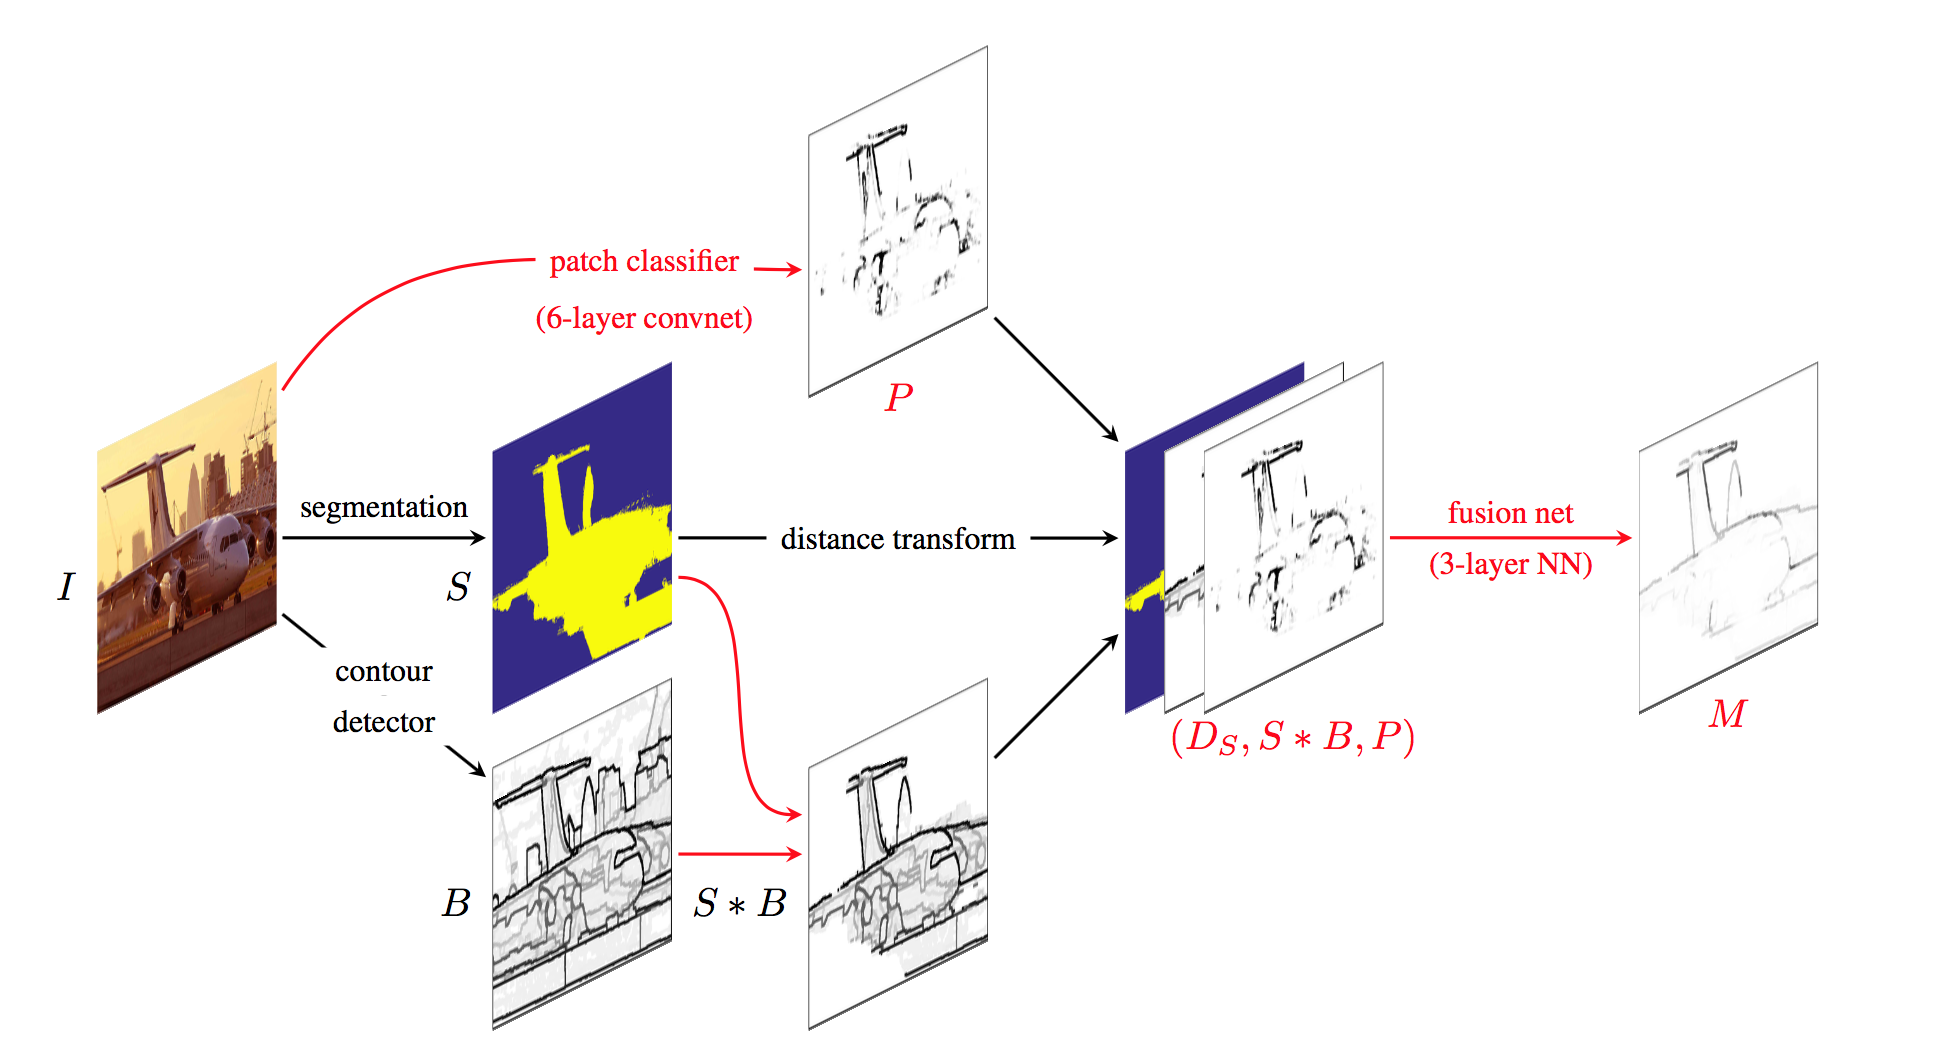 patch classifier
(6-layer convnet)
P
segmentation
I
S
distance transform
fusion net
(3-layer NN)
contour
detector
(D_S, S ∗ B, P)
M
B
S ∗ B